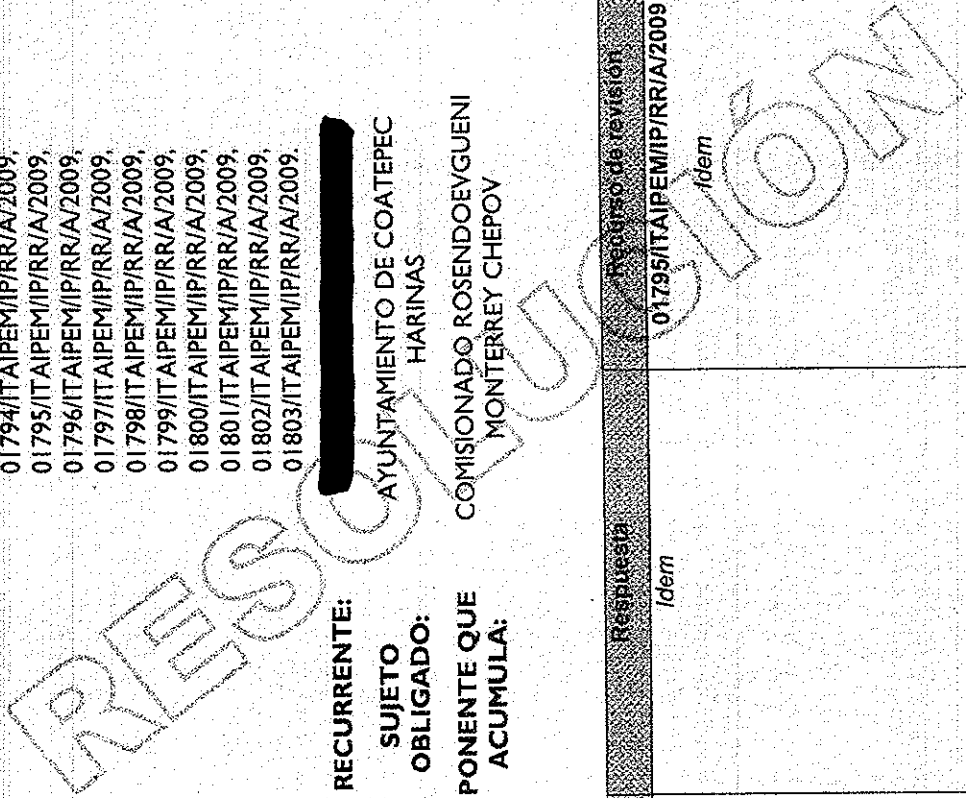 01794/ITAIPEM/IP/RR/A/2009,
01795/ITAIPEM/IP/RR/A/2009,
01796/ITAIPEM/IP/RR/A/2009,
01797/ITAIPEM/IP/RR/A/2009,
01798/ITAIPEM/IP/RR/A/2009,
01799/ITAIPEM/IP/RR/A/2009,
01800/ITAIPEM/IP/RR/A/2009,
01801/ITAIPEM/IP/RR/A/2009,
01802/ITAIPEM/IP/RR/A/2009,
01803/ITAIPEM/IP/RR/A/2009.
RECURRENTE:
SUJETO OBLIGADO: AYUNTAMIENTO DE COATEPEC
HARINAS
PONENTE QUE ACUMULA: COMISIONADO ROSENDOEVGUENI
MONTERREY CHEPOV
RESOLUCIÓN
Respuesta Recurso de revisión
01795/ITAIPEM/IP/RR/A/2009
Idem Idem